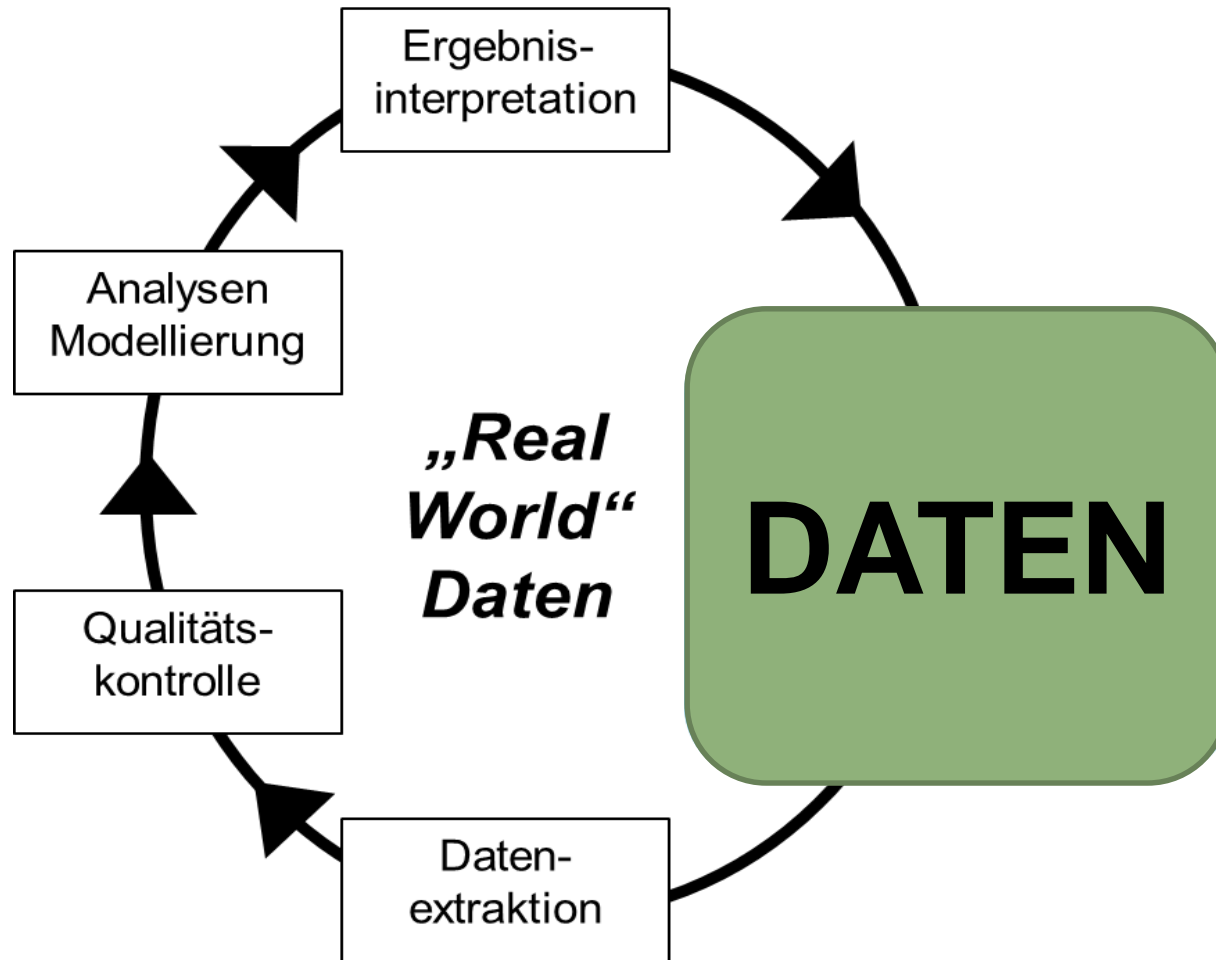 Ergebnis-
interpretation
Analysen
Modellierung
„Real
World“
Daten
DATEN
Qualitäts-
kontrolle
Daten-
extraktion